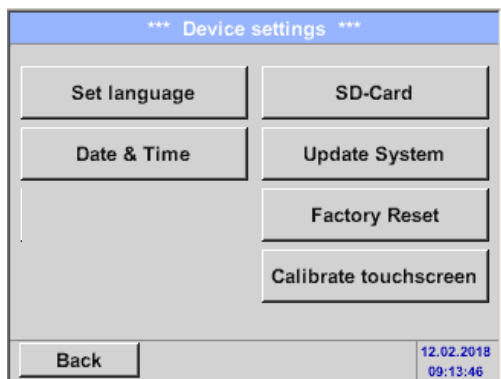 *** Device settings ***
Set language
SD-Card
Date & Time
Update System
Factory Reset
Calibrate touchscreen
Back
12.02.2018
09:13:46